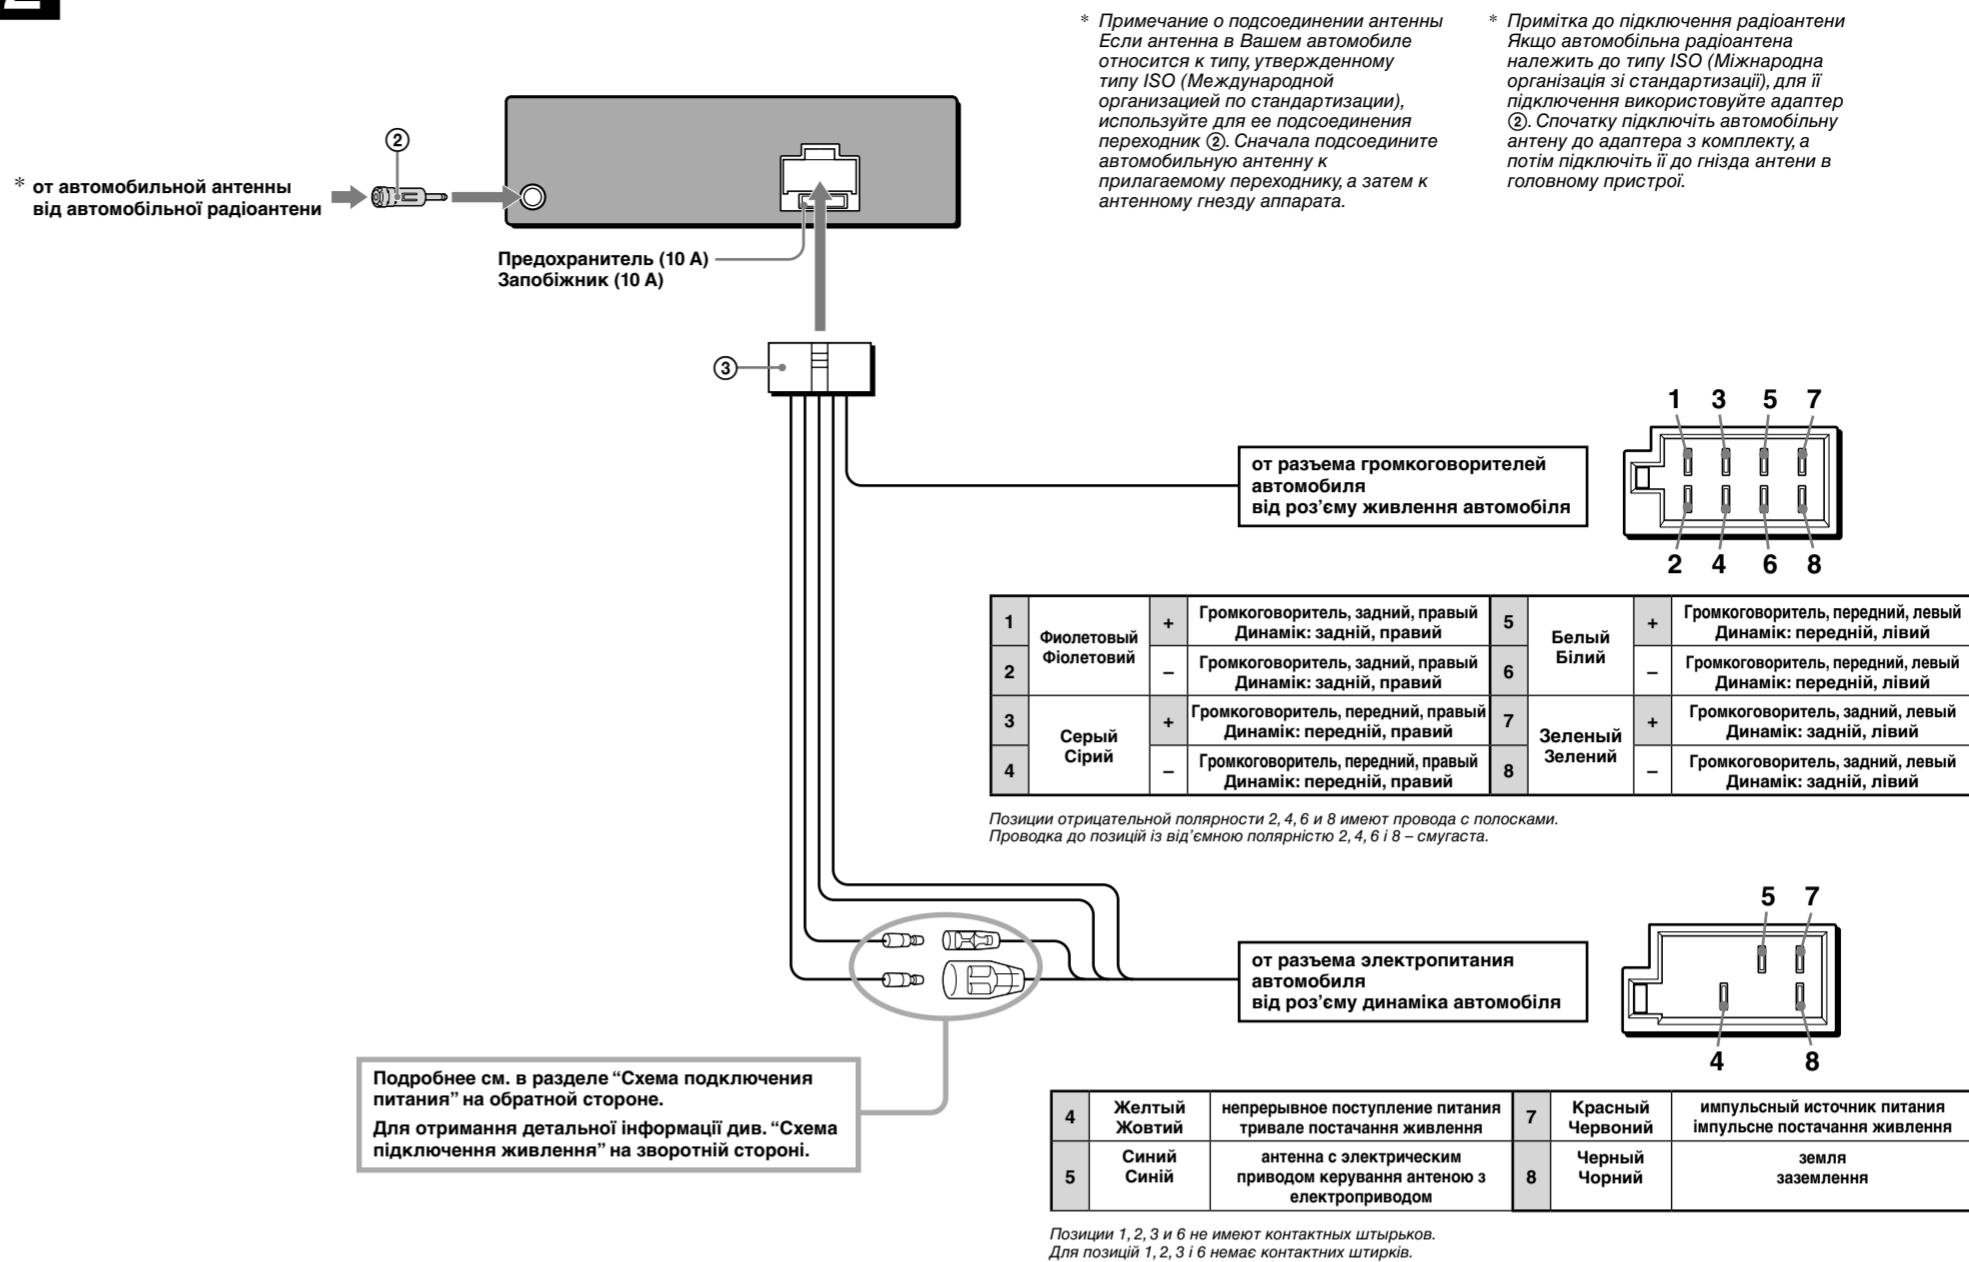 2
* Примечание о подсоединении антенны
Если антенна в Вашем автомобиле
относится к типу, утвержденному
типу ISO (Международной
организацией по стандартизации),
используйте для ее подсоединения
переходник ②. Сначала подсоедините
автомобильную антенну к
прилагаемому переходнику, а затем к
антенному гнезду аппарата.
* Примітка до підключення радіоантени
Якщо автомобільна радіоантена
належить до типу ISO (Міжнародна
організація зі стандартизації), для її
підключення використовуйте адаптер
②. Спочатку підключіть автомобільну
антену до адаптера з комплекту, а
потім підключіть її до гнізда антени в
головному пристрої.
②
* от автомобильной антенны
від автомобільної радіоантени
Предохранитель (10 A)
Запобіжник (10 A)
③
1 3 5 7
от разъема громкоговорителей
автомобиля
від роз’єму живлення автомобіля
2 4 6 8
1
Фиолетовый
Фіолетовий
+
Громкоговоритель, задний, правый
Динамік: задній, правий
2
–
Громкоговоритель, задний, правый
Динамік: задній, правий
3
Серый
Сірий
+
Громкоговоритель, передний, правый
Динамік: передній, правий
4
–
Громкоговоритель, передний, правый
Динамік: передній, правий
5
Белый
Білий
+
Громкоговоритель, передний, левый
Динамік: передній, лівий
6
–
Громкоговоритель, передний, левый
Динамік: передній, лівий
7
Зеленый
Зелений
+
Громкоговоритель, задний, левый
Динамік: задній, лівий
8
–
Громкоговоритель, задний, левый
Динамік: задній, лівий
Позиции отрицательной полярности 2, 4, 6 и 8 имеют провода с полосками.
Проводка до позицій із від’ємною полярністю 2, 4, 6 і 8 – смугаста.
5 7
от разъема электропитания
автомобиля
від роз’єму динаміка автомобіля
4 8
Подробнее см. в разделе “Схема подключения
питания” на обратной стороне.
Для отримання детальної інформації див. “Схема
підключення живлення” на зворотній стороні.
4
Желтый
Жовтий
непрерывное поступление питания
тривале постачання живлення
5
Синий
Синій
антенна с электрическим
приводом керування антеною з
електроприводом
7
Красный
Червоний
импульсный источник питания
імпульсне постачання живлення
8
Черный
Чорний
земля
заземлення
Позиции 1, 2, 3 и 6 не имеют контактных штырьков.
Для позицій 1, 2, 3 і 6 немає контактних штирків.